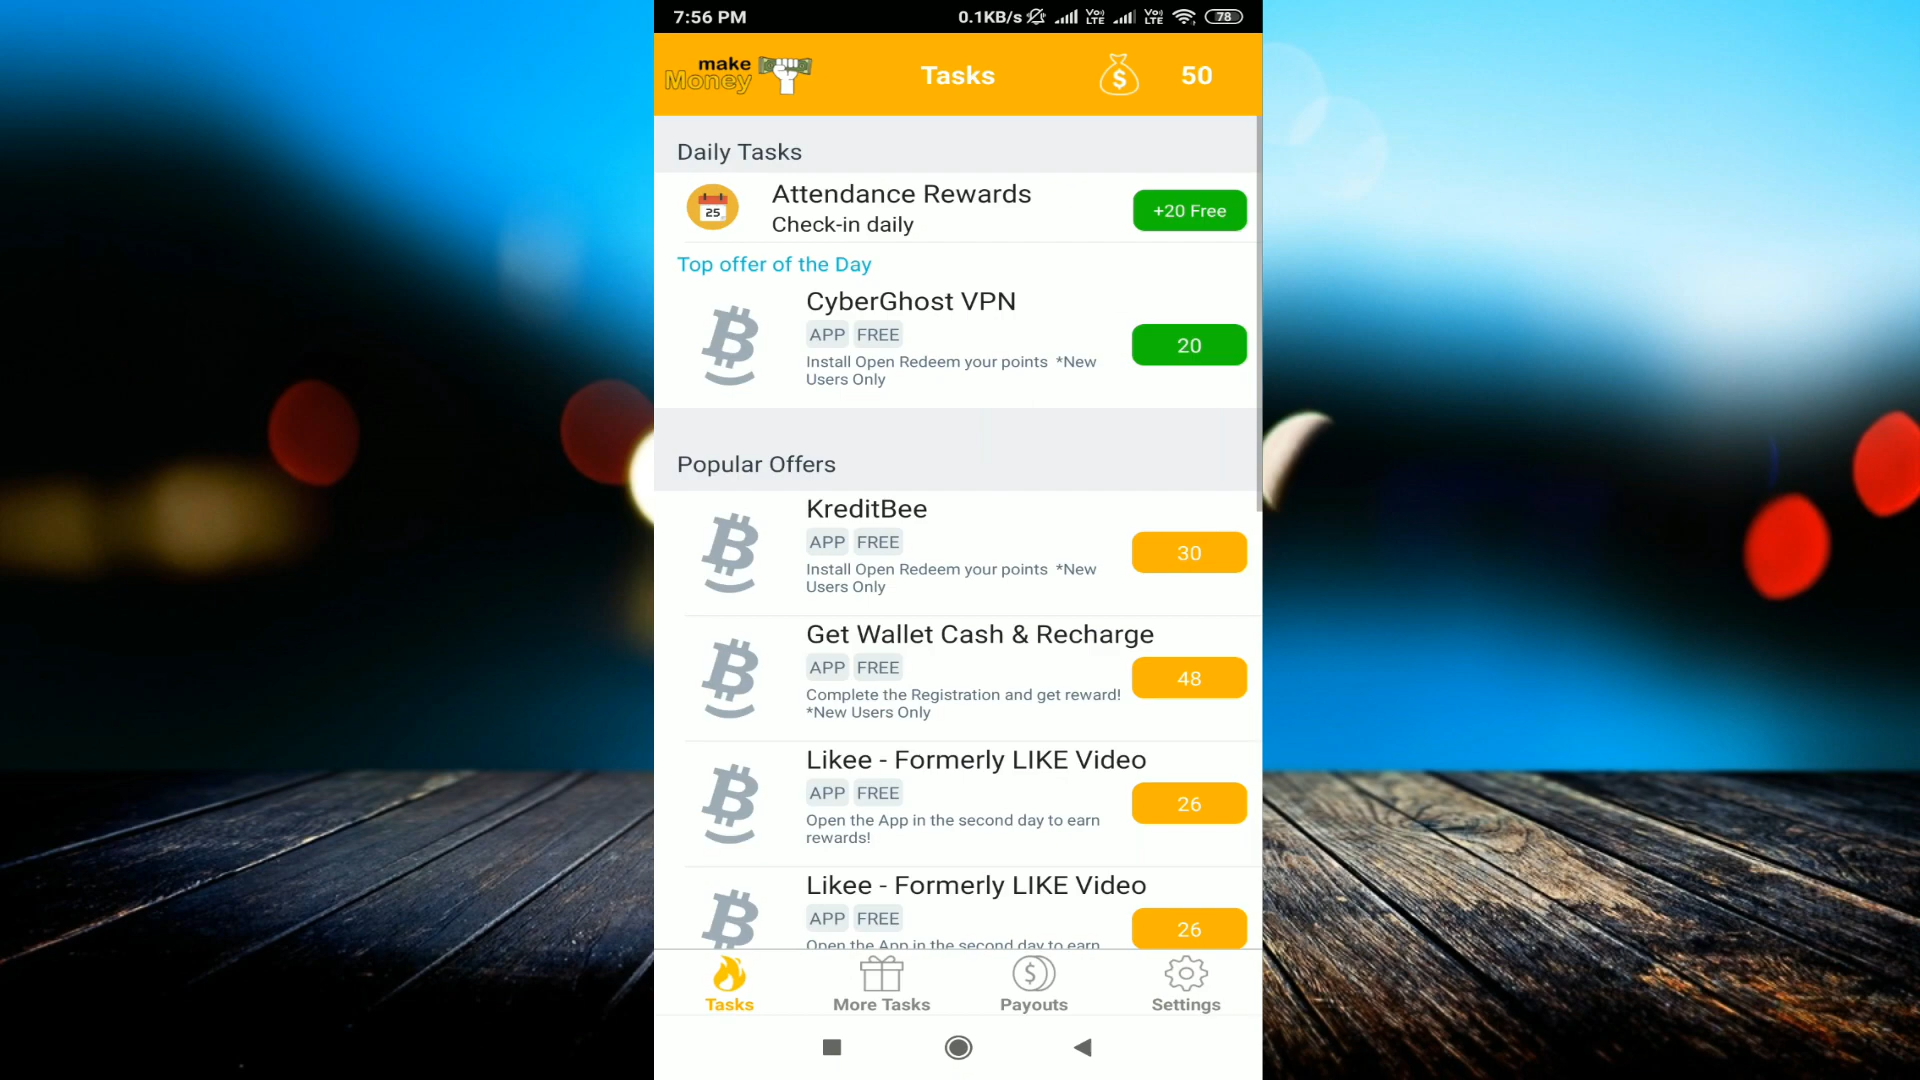 7:56 PM
0.1KB/s Vo) LTE Vo) LTE 78
make
Money
Tasks
50
Daily Tasks
25
Attendance Rewards
Check-in daily
+20 Free
Top offer of the Day
CyberGhost VPN
APP FREE
Install Open Redeem your points *New
Users Only
20
Popular Offers
KreditBee
APP FREE
Install Open Redeem your points *New
Users Only
30
Get Wallet Cash & Recharge
APP FREE
Complete the Registration and get reward!
*New Users Only
48
Likee - Formerly LIKE Video
APP FREE
Open the App in the second day to earn
rewards!
26
Likee - Formerly LIKE Video
APP FREE
Open the App in the second day to earn
26
Tasks
More Tasks
Payouts
Settings